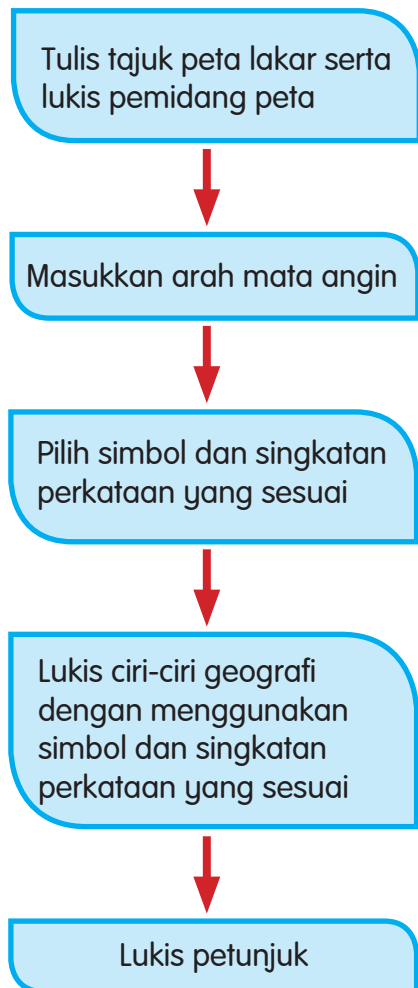 Tulis tajuk peta lakar serta
lukis pemidang peta
Masukkan arah mata angin
Pilih simbol dan singkatan
perkataan yang sesuai
Lukis ciri-ciri geografi
dengan menggunakan
simbol dan singkatan
perkataan yang sesuai
Lukis petunjuk